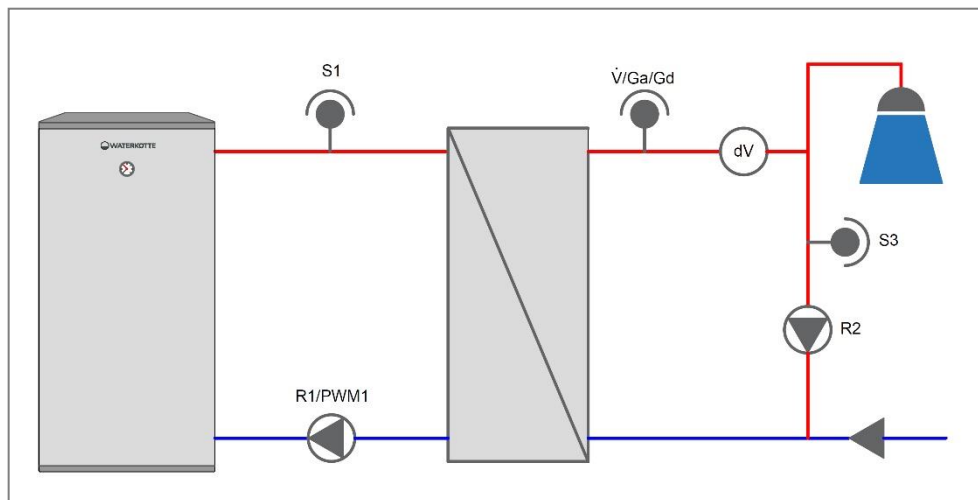 S1
V̇/Ga/Gd
WATERKOTTE
dV
S3
R2
R1/PWM1